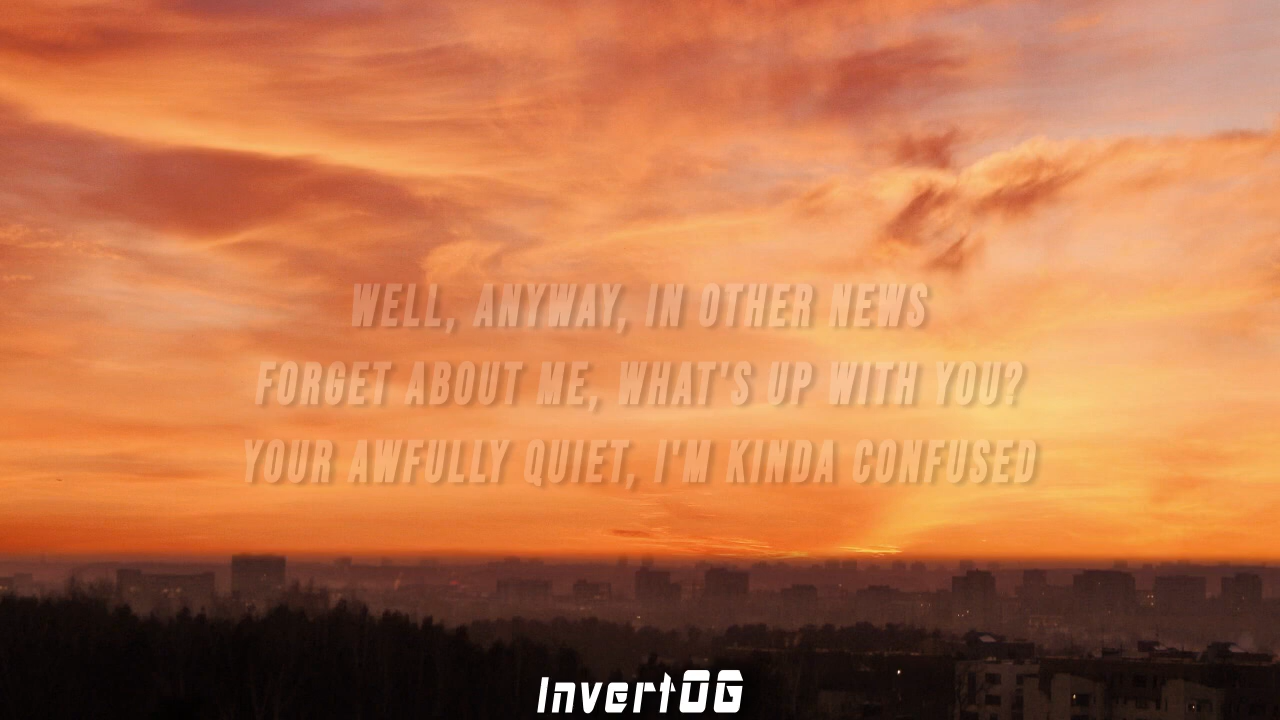 WELL, ANYWAY, IN OTHER NEWS
FORGET ABOUT ME, WHAT'S UP WITH YOU?
YOUR AWFULLY QUIET, I'M KINDA CONFUSED
InvertOG